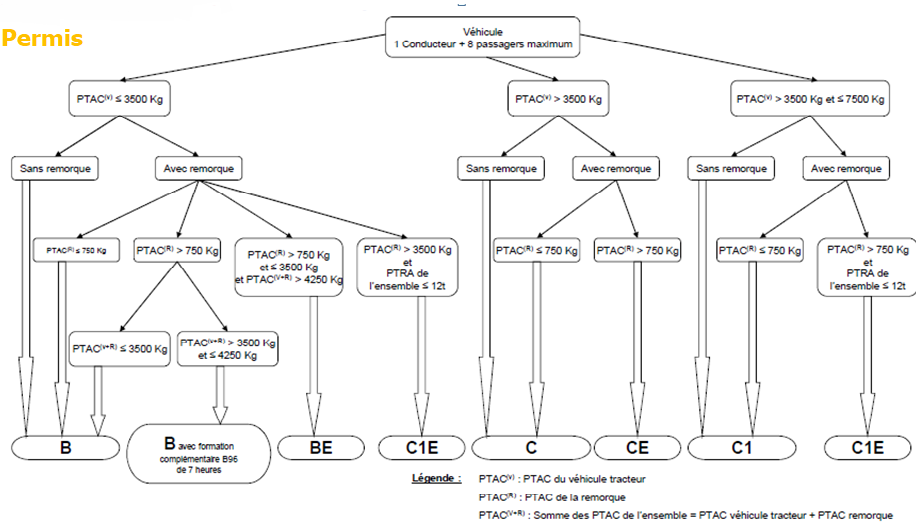 Permis
Véhicule
1 Conducteur + 8 passagers maximum
PTAC(v) ≤ 3500 Kg
PTAC(v) > 3500 Kg
PTAC(v) > 3500 Kg et ≤ 7500 Kg
Sans remorque
Avec remorque
Sans remorque
Avec remorque
Sans remorque
Avec remorque
PTAC(R) ≤ 750 Kg
PTAC(R) > 750 Kg
PTAC(R) > 750 Kg
et ≤ 3500 Kg
et PTAC(V+R) > 4250 Kg
PTAC(R) > 3500 Kg
et
PTRA de
l'ensemble ≤ 12t
PTAC(R) ≤ 750 Kg
PTAC(R) > 750 Kg
PTAC(R) ≤ 750 Kg
PTAC(R) > 750 Kg
et
PTRA de
l'ensemble ≤ 12t
PTAC(v+R) ≤ 3500 Kg
PTAC(v+R) > 3500 Kg
et ≤ 4250 Kg
B
B avec formation
complémentaire B96
de 7 heures
BE
C1E
C
CE
C1
C1E
Légende :
PTAC(v) : PTAC du véhicule tracteur
PTAC(R) : PTAC de la remorque
PTAC(V+R) : Somme des PTAC de l'ensemble = PTAC véhicule tracteur + PTAC remorque